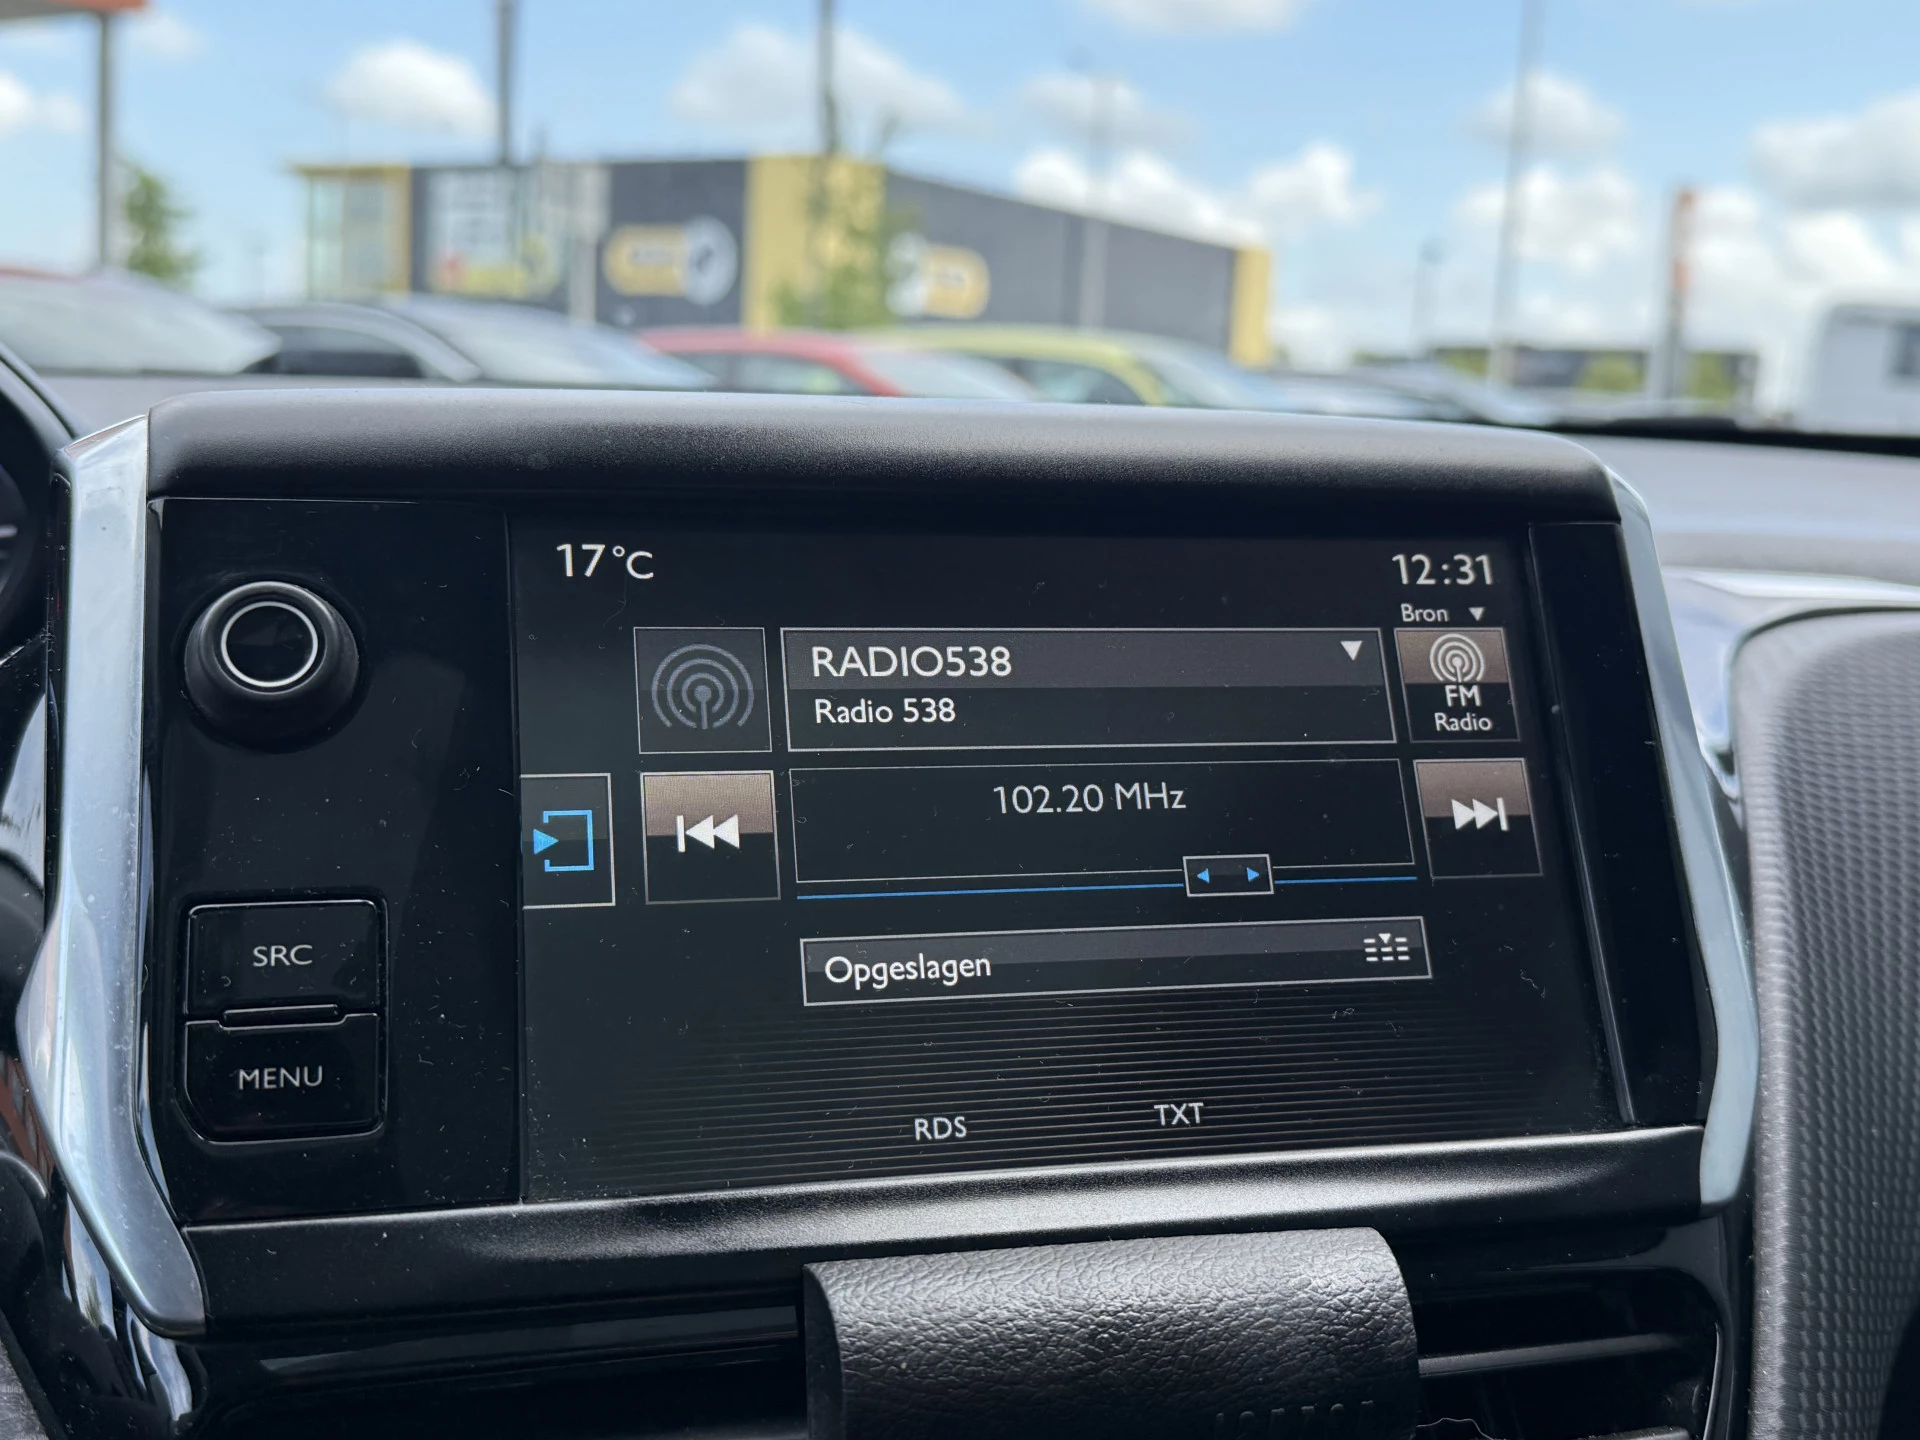 17°C
12:31
Bron
RADIO538
Radio 538
FM
Radio
102.20 MHz
SRC
Opgeslagen
MENU
RDS
TXT